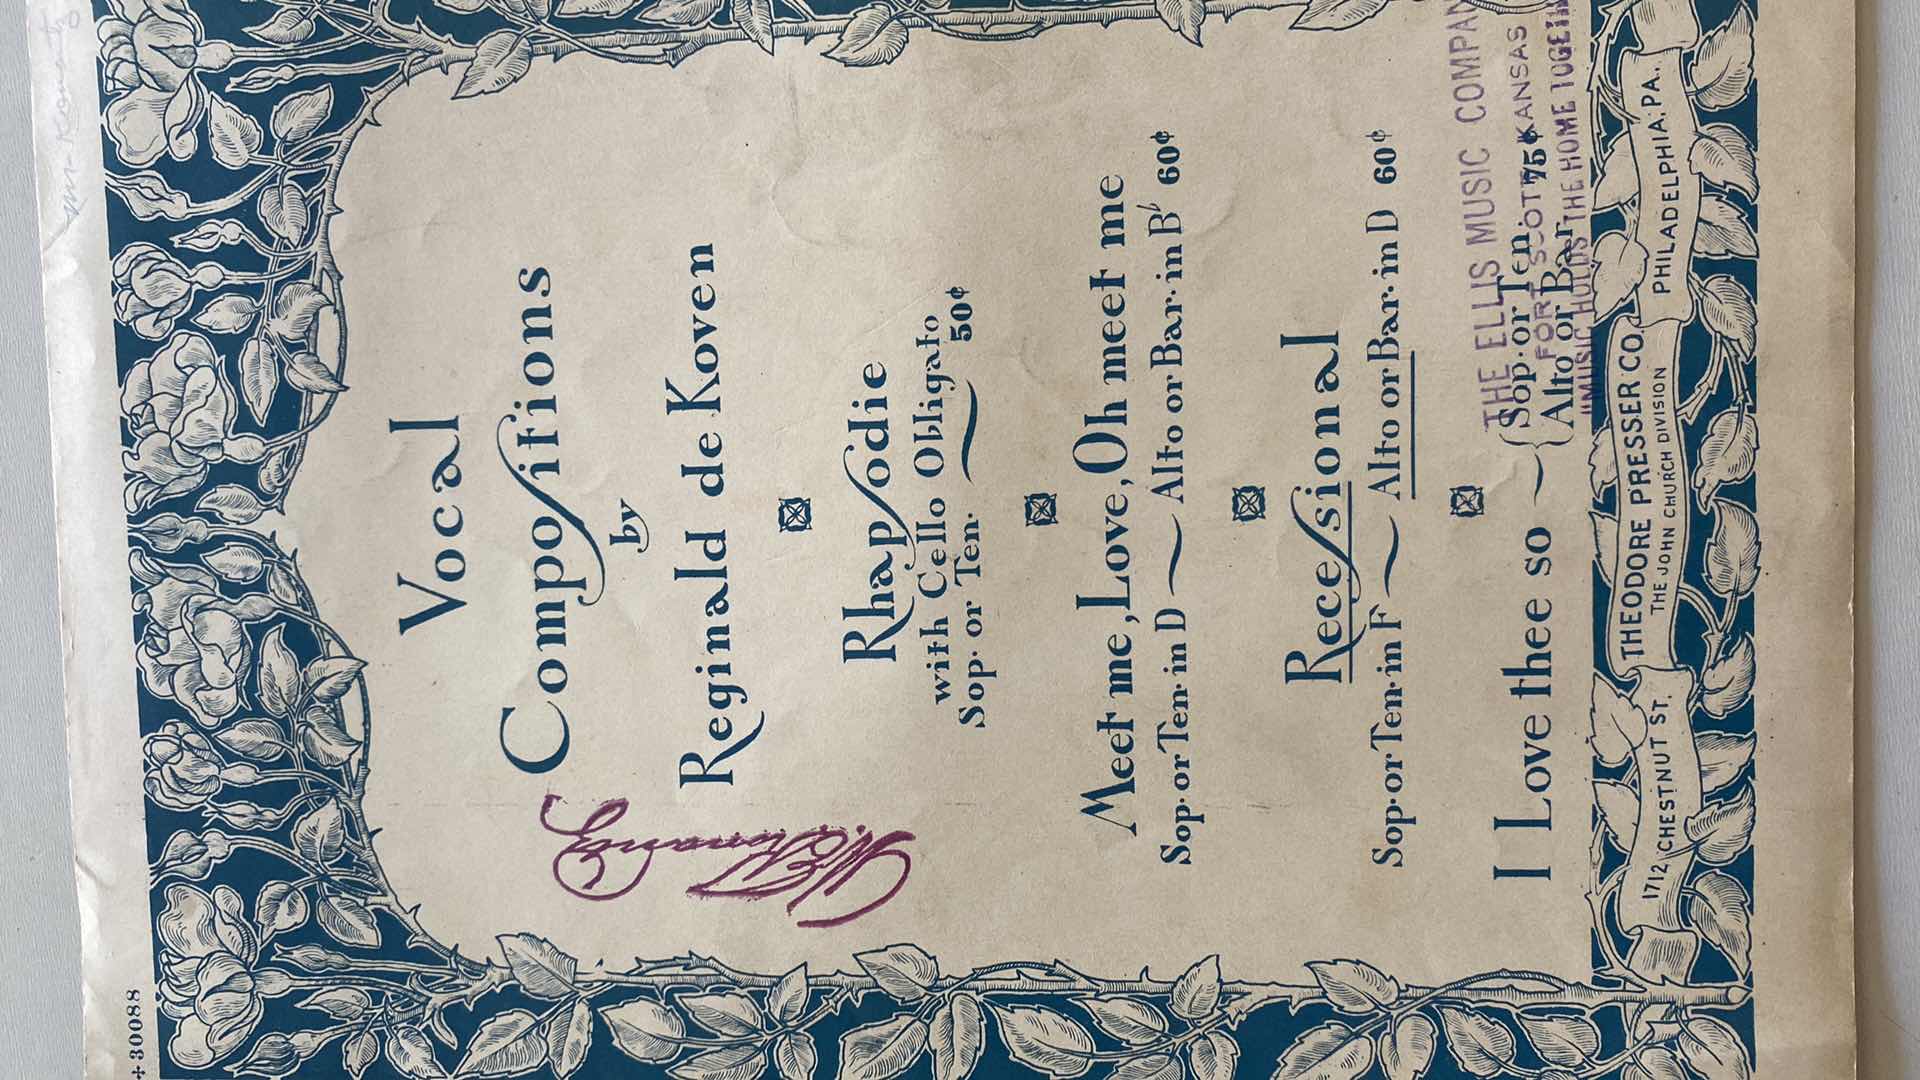 ‡30088
Vocal
Compositions
by
Reginald de Koven
Rhapsodie
with Cello Obligato
Sop. or Ten. 50¢
Meet me, Love, Oh meet me
Sop. or Ten. in D Alto or Bar. in B♭ 60¢
Recessional
Sop. or Ten. in F Alto or Bar. in D 60¢
I Love thee so { Sop. or Ten. 75¢
{ Alto or Bar.
THE ELLIS MUSIC COMPAN
FORT SCOTT, KANSAS
"MUSIC HOLDS THE HOME TOGETH
1712 CHESTNUT ST. THEODORE PRESSER CO. PHILADELPHIA, PA.
THE JOHN CHURCH DIVISION